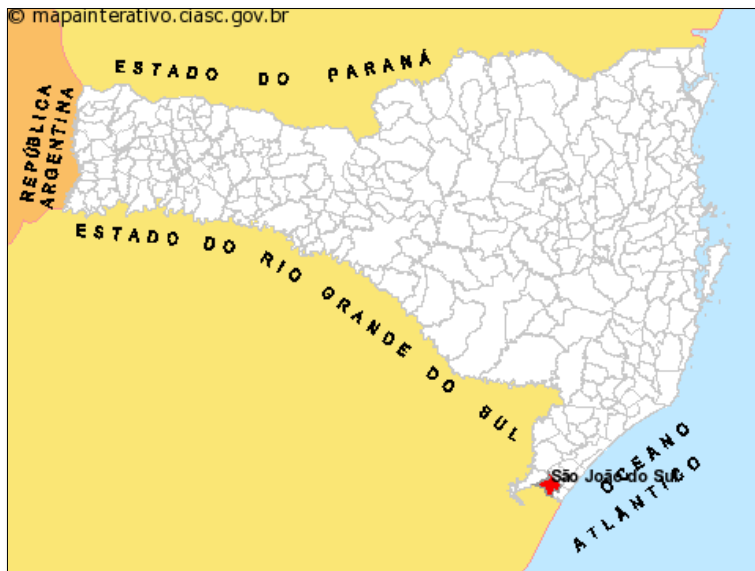 © mapainterativo.ciasc.gov.br
ESTADO DO PARANÁ
REPÚBLICA
ARGENTINA
ESTADO DO RIO GRANDE DO SUL
São João do Sul
OCEANO
ATLÂNTICO